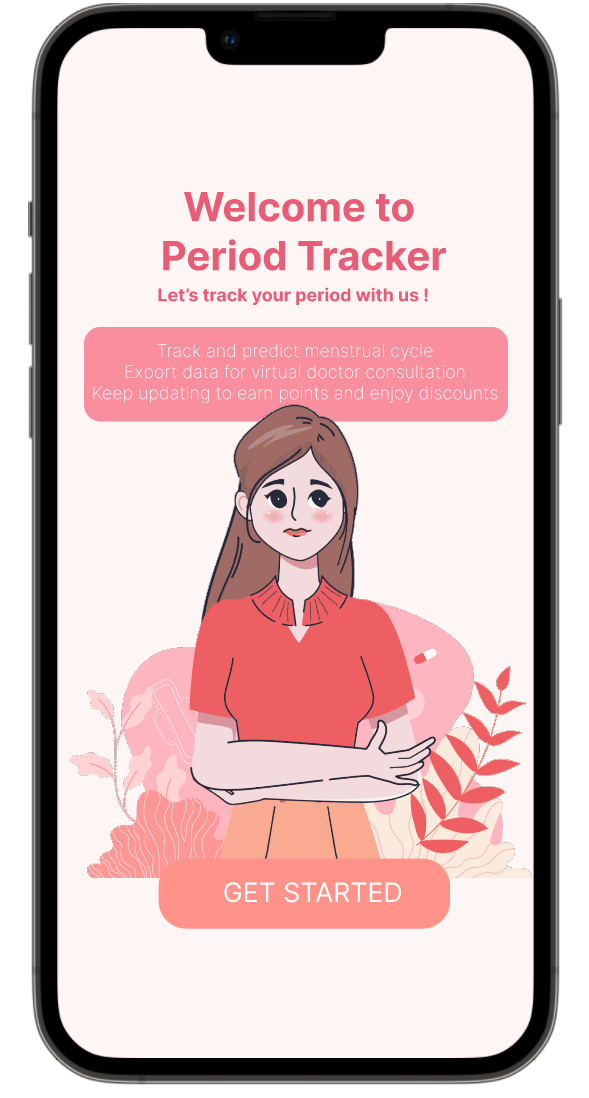 Welcome to
Period Tracker
Let's track your period with us !
Track and predict menstrual cycle
Export data for virtual doctor consultation
Keep updating to earn points and enjoy discounts
GET STARTED